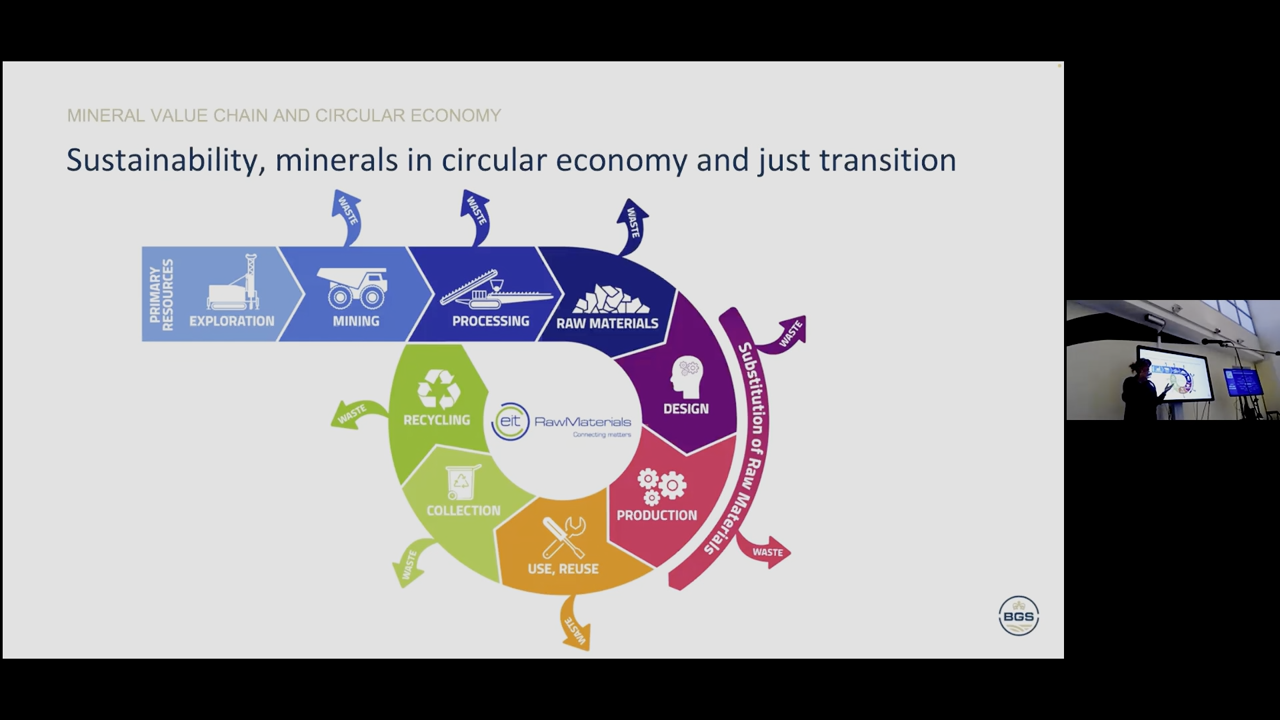 MINERAL VALUE CHAIN AND CIRCULAR ECONOMY
Sustainability, minerals in circular economy and just transition
WASTE
WASTE
WASTE
PRIMARY
RESOURCES
EXPLORATION
MINING
PROCESSING
RAW MATERIALS
WASTE
Substitution of Raw Materials
DESIGN
RECYCLING
WASTE
eit RawMaterials
Connecting matters
PRODUCTION
COLLECTION
WASTE
USE, REUSE
WASTE
WASTE
BGS